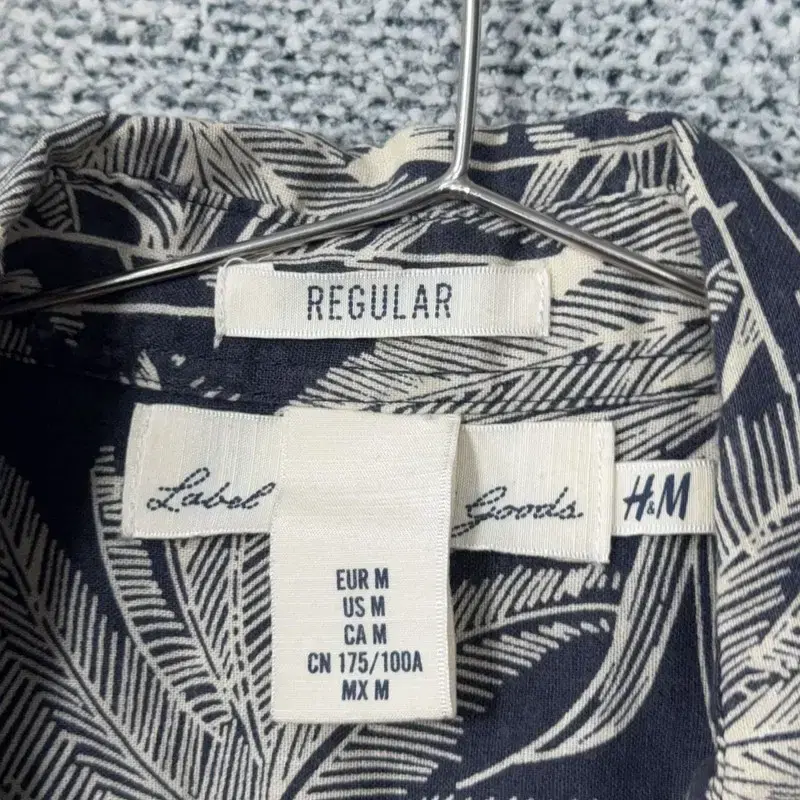 REGULAR
Label Goods H&M
EUR M
US M
CA M
CN 175/100A
MX M